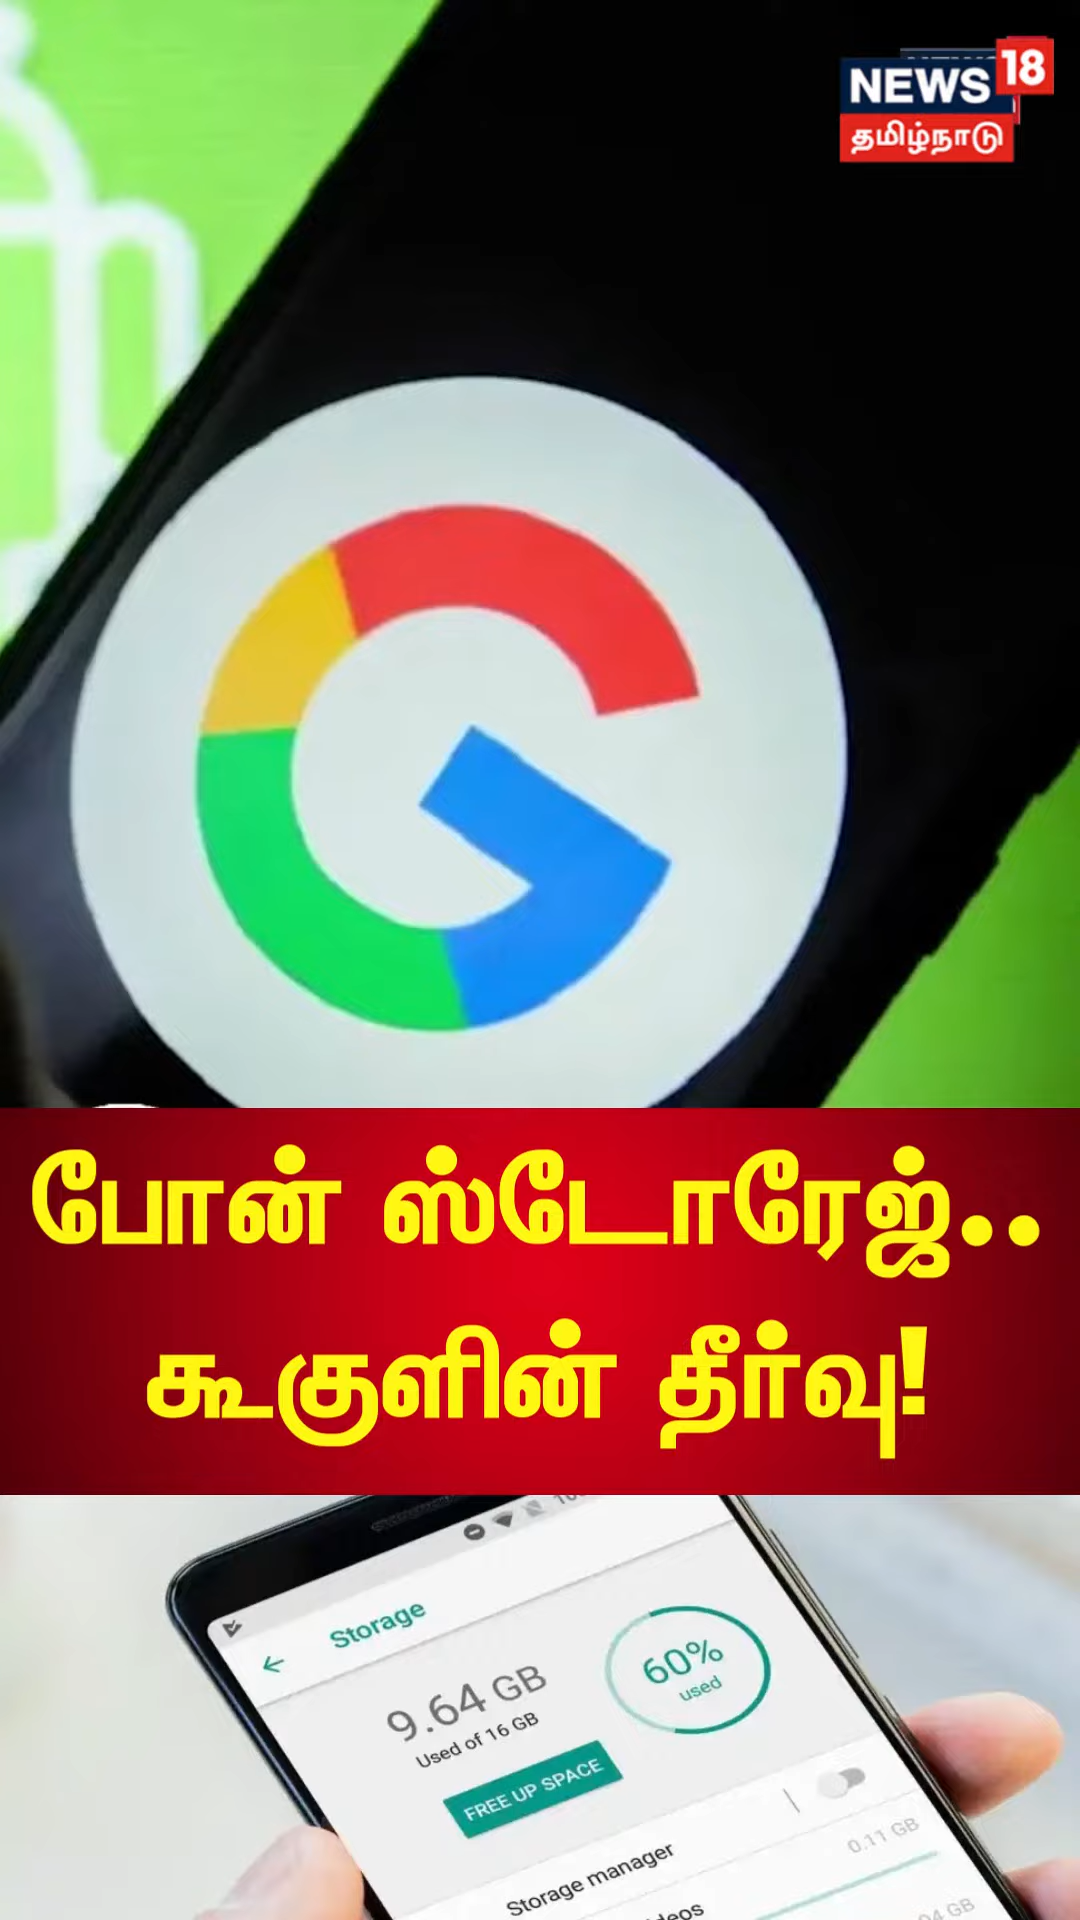 NEWS 18
தமிழ்நாடு
போன் ஸ்டோரேஜ்..
கூகுளின் தீர்வு!
Storage
9.64 GB
Used of 16 GB
60%
used
FREE UP SPACE
Storage manager
0.11 GB